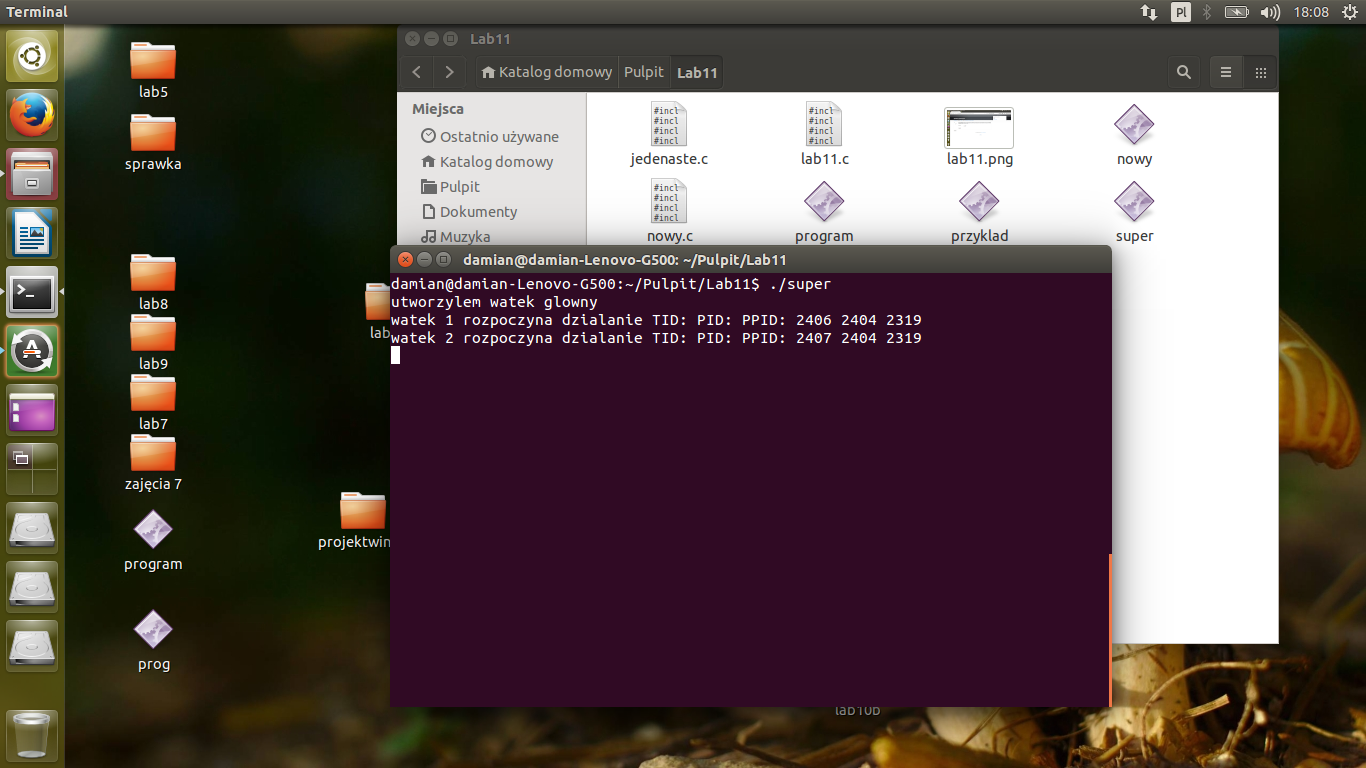 Terminal
Pl
18:08
lab5
sprawka
lab8
lab9
lab7
zajęcia 7
program
prog
lab
projektwin
lab10b
Lab11
Katalog domowy
Pulpit
Lab11
Miejsca
Ostatnio używane
Katalog domowy
Pulpit
Dokumenty
Muzyka
#incl
#incl
#incl
#incl
jedenaste.c
#incl
#incl
#incl
#incl
lab11.c
lab11.png
nowy
#incl
#incl
#incl
#incl
nowy.c
program
przyklad
super
damian@damian-Lenovo-G500: ~/Pulpit/Lab11
damian@damian-Lenovo-G500:~/Pulpit/Lab11$ ./super
utworzylem watek glowny
watek 1 rozpoczyna dzialanie TID: PID: PPID: 2406 2404 2319
watek 2 rozpoczyna dzialanie TID: PID: PPID: 2407 2404 2319